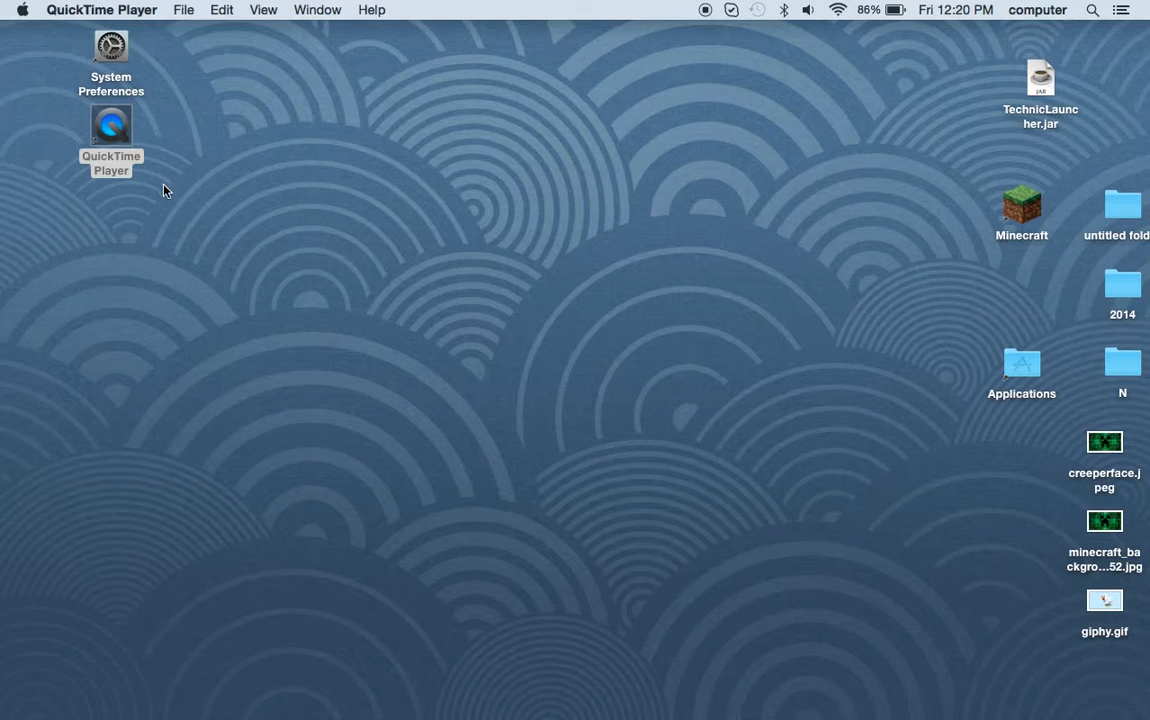 QuickTime Player File Edit View Window Help 86% Fri 12:20 PM computer
System
Preferences
QuickTime
Player
TechnicLaunc
her.jar
JAR
Minecraft
untitled fold
2014
Applications
N
creeperface.j
peg
minecraft_ba
ckgro...52.jpg
giphy.gif